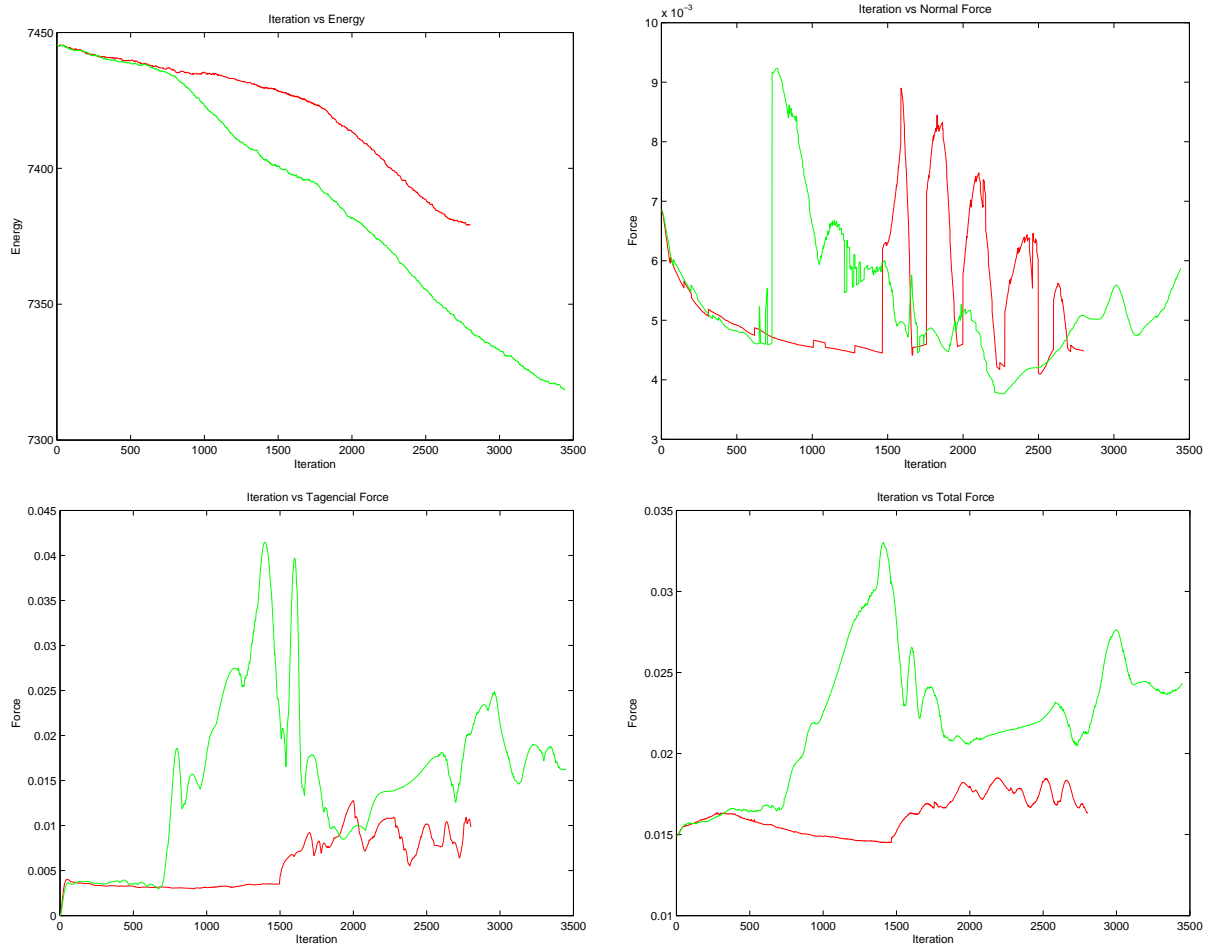 Iteration vs Energy
7450
7400
7350
7300
Energy
0 500 1000 1500 2000 2500 3000 3500
Iteration
Iteration vs Normal Force
x 10⁻³
10
9
8
7
6
5
4
3
Force
0 500 1000 1500 2000 2500 3000 3500
Iteration
Iteration vs Tagencial Force
0.045
0.04
0.035
0.03
0.025
0.02
0.015
0.01
0.005
0
Force
0 500 1000 1500 2000 2500 3000 3500
Iteration
Iteration vs Total Force
0.035
0.03
0.025
0.02
0.015
0.01
Force
0 500 1000 1500 2000 2500 3000 3500
Iteration